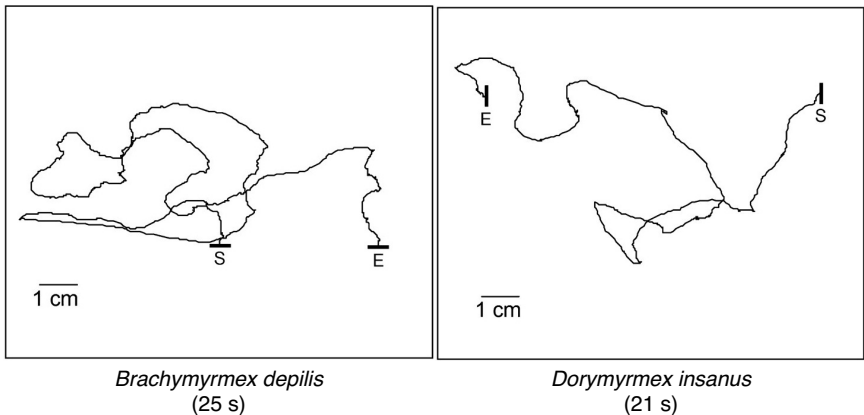 S
E
1 cm
Brachymyrmex depilis
(25 s)
E
S
1 cm
Dorymyrmex insanus
(21 s)